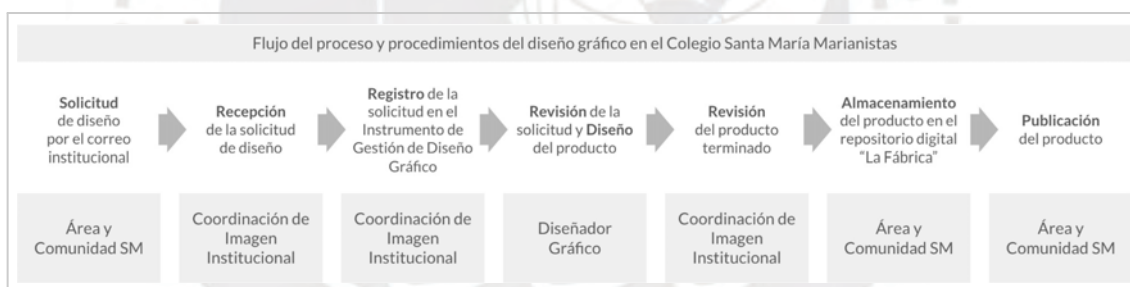 Flujo del proceso y procedimientos del diseño gráfico en el Colegio Santa María Marianistas
Solicitud
de diseño
por el correo
institucional
Recepción
de la solicitud
de diseño
Registro de la
solicitud en el
Instrumento de
Gestión de Diseño
Gráfico
Revisión de la
solicitud y Diseño
del producto
Revisión
del producto
terminado
Almacenamiento
del producto en el
repositorio digital
"La Fábrica"
Publicación
del producto
Área y
Comunidad SM
Coordinación de
Imagen
Institucional
Coordinación de
Imagen
Institucional
Diseñador
Gráfico
Coordinación de
Imagen
Institucional
Área y
Comunidad SM
Área y
Comunidad SM